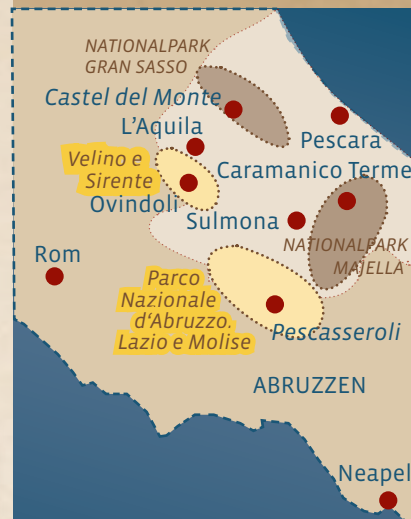 NATIONALPARK
GRAN SASSO
Castel del Monte
L'Aquila
Pescara
Velino e
Sirente
Caramanico Terme
Ovindoli
Sulmona
NATIONALPARK
MAJELLA
Rom
Parco
Nazionale
d'Abruzzo,
Lazio e Molise
Pescasseroli
ABRUZZEN
Neapel